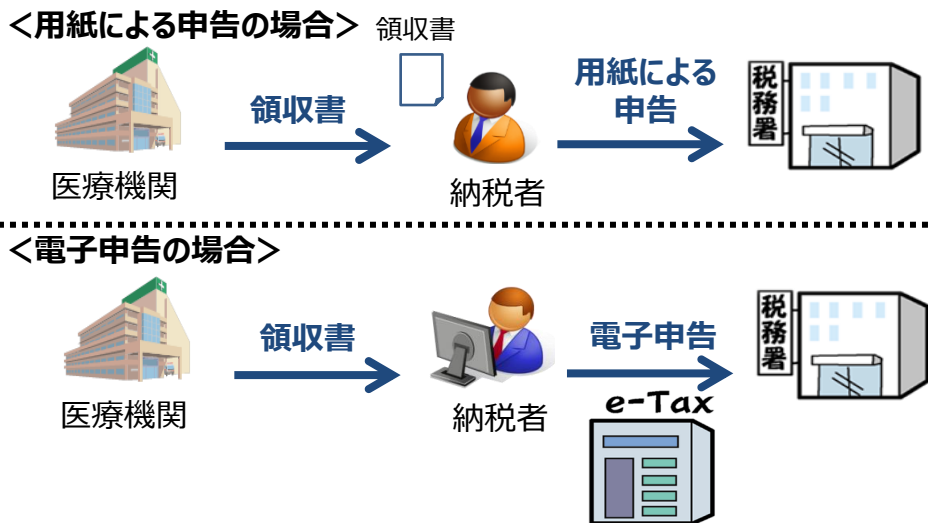 ＜用紙による申告の場合＞
領収書
領収書
用紙による
申告
税務署
医療機関
納税者
＜電子申告の場合＞
領収書
電子申告
税務署
医療機関
納税者
e-Tax